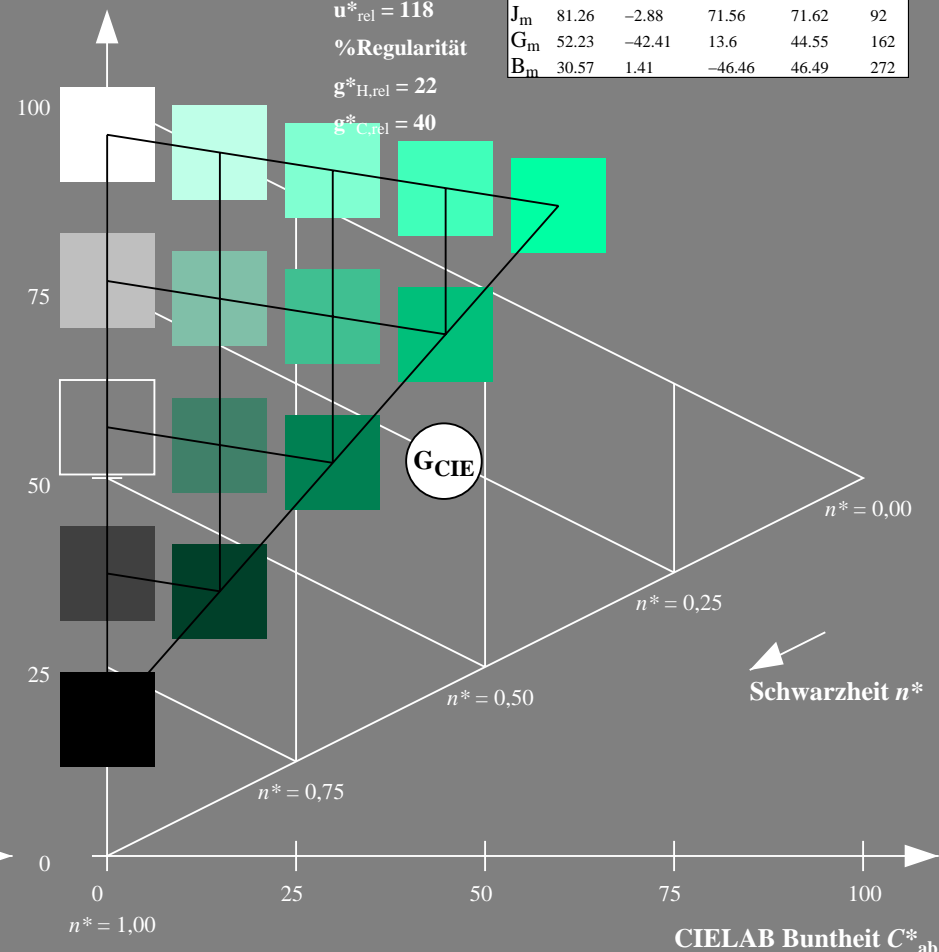 u*rel = 118
%Regularität
g*H,rel = 22
g*C,rel = 40
Jm 81.26 –2.88 71.56 71.62 92
Gm 52.23 –42.41 13.6 44.55 162
Bm 30.57 1.41 –46.46 46.49 272
100
75
50
25
0
GCIE
n* = 0,00
n* = 0,25
n* = 0,50
n* = 0,75
Schwarzheit n*
0 25 50 75 100
n* = 1,00
CIELAB Buntheit C*ab